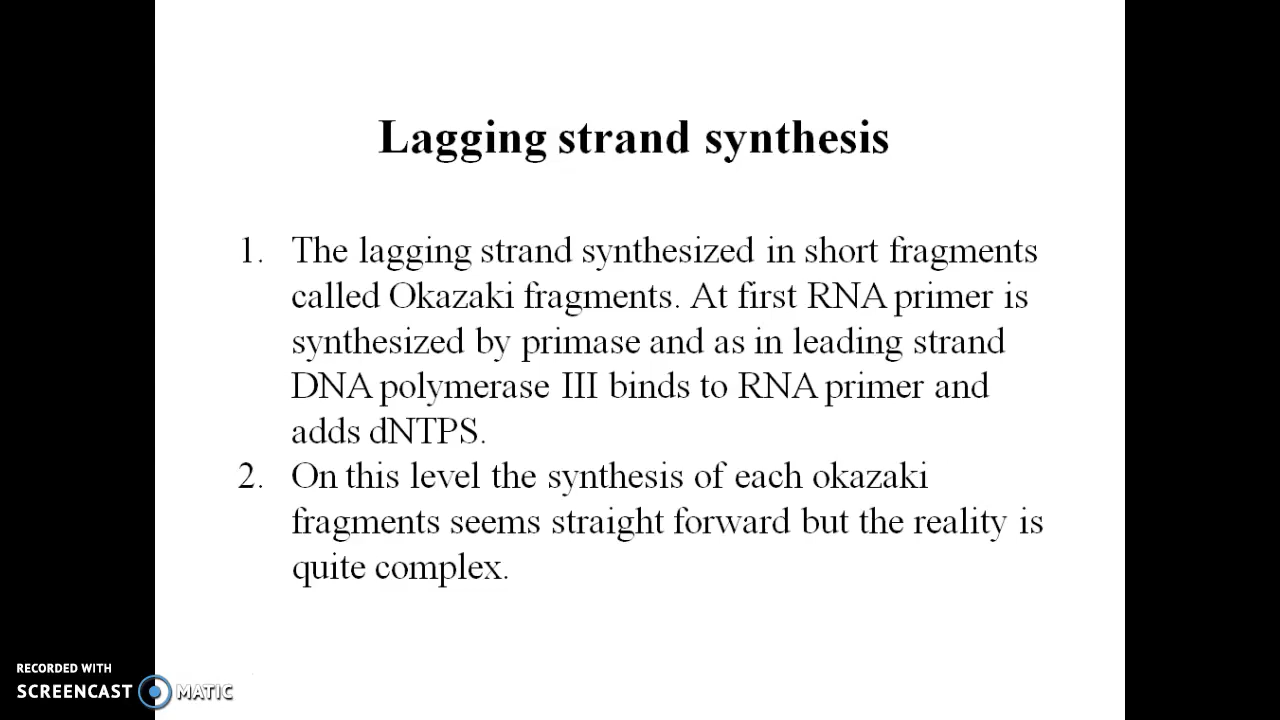 Lagging strand synthesis
1. The lagging strand synthesized in short fragments
called Okazaki fragments. At first RNA primer is
synthesized by primase and as in leading strand
DNA polymerase III binds to RNA primer and
adds dNTPS.
2. On this level the synthesis of each okazaki
fragments seems straight forward but the reality is
quite complex.
RECORDED WITH
SCREENCAST MATIC